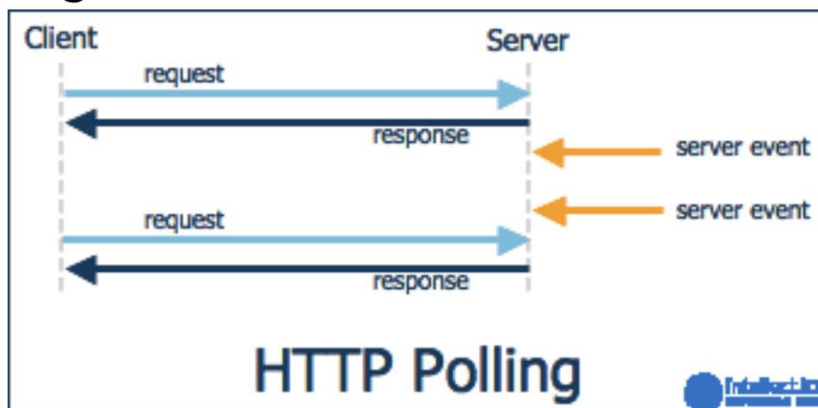 Client
Server
request
response
server event
server event
request
response
HTTP Polling